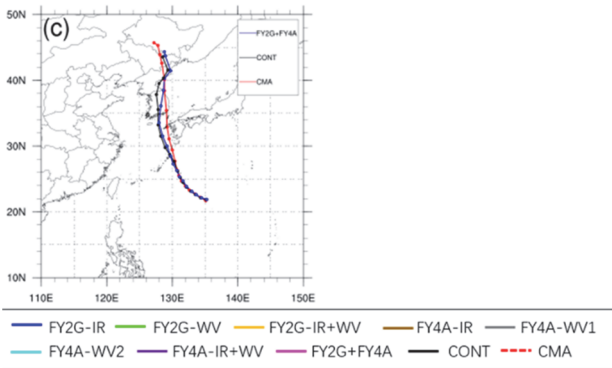 50N
(c)
FY2G+FY4A
CONT
CMA
40N
30N
20N
10N
110E 120E 130E 140E 150E
FY2G-IR FY2G-WV FY2G-IR+WV FY4A-IR FY4A-WV1
FY4A-WV2 FY4A-IR+WV FY2G+FY4A CONT CMA